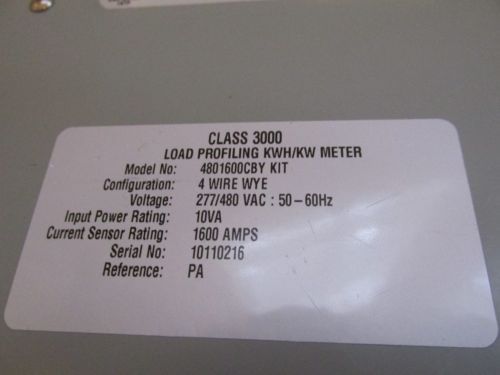 CLASS 3000
LOAD PROFILING KWH/KW METER
Model No: 4801600CBY KIT
Configuration: 4 WIRE WYE
Voltage: 277/480 VAC : 50-60Hz
Input Power Rating: 10VA
Current Sensor Rating: 1600 AMPS
Serial No: 10110216
Reference: PA